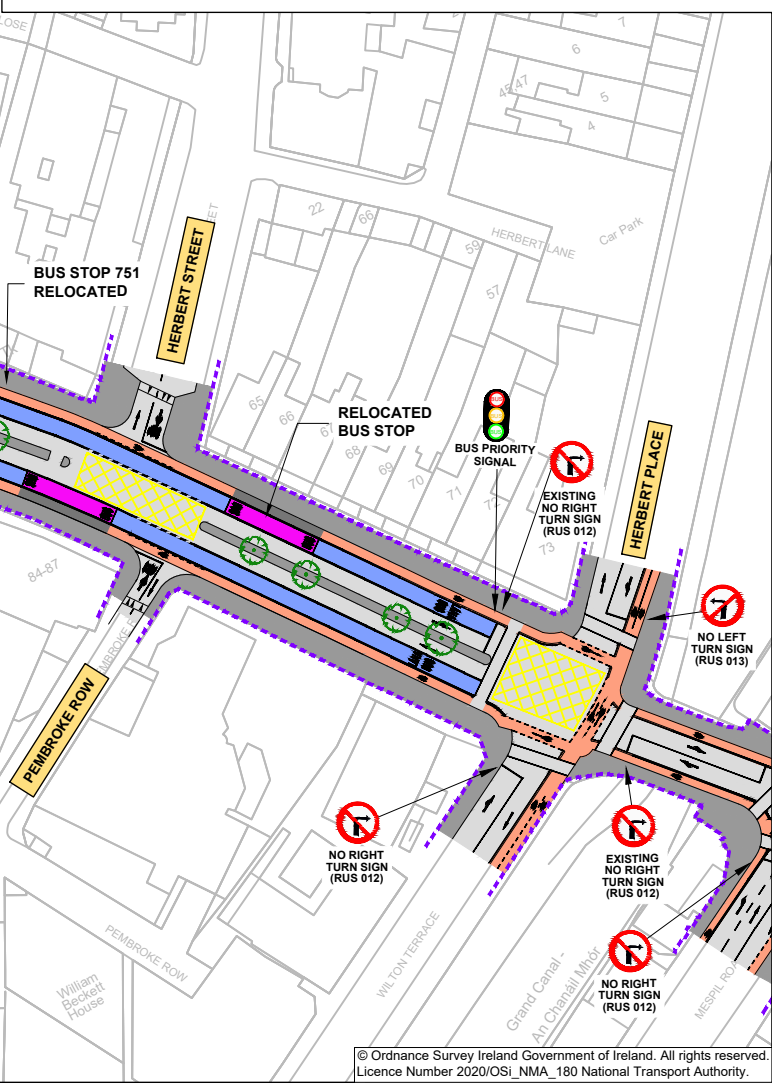 LOSE
7
6
5
45.47
4
22
66
59
57
HERBERT LANE
Car Park
HERBERT STREET
BUS STOP 751
RELOCATED
65
66
67
68
69
70
71
72
73
RELOCATED
BUS STOP
BUS
BUS
BUS
BUS PRIORITY
SIGNAL
EXISTING
NO RIGHT
TURN SIGN
(RUS 012)
HERBERT PLACE
NO LEFT
TURN SIGN
(RUS 013)
84-87
PEMBROKE ROW
NO RIGHT
TURN SIGN
(RUS 012)
EXISTING
NO RIGHT
TURN SIGN
(RUS 012)
NO RIGHT
TURN SIGN
(RUS 012)
PEMBROKE ROW
William
Beckett
House
WILTON TERRACE
Grand Canal -
An Chanáil Mhór
MESPIL ROA
© Ordnance Survey Ireland Government of Ireland. All rights reserved.
Licence Number 2020/OSi_NMA_180 National Transport Authority.